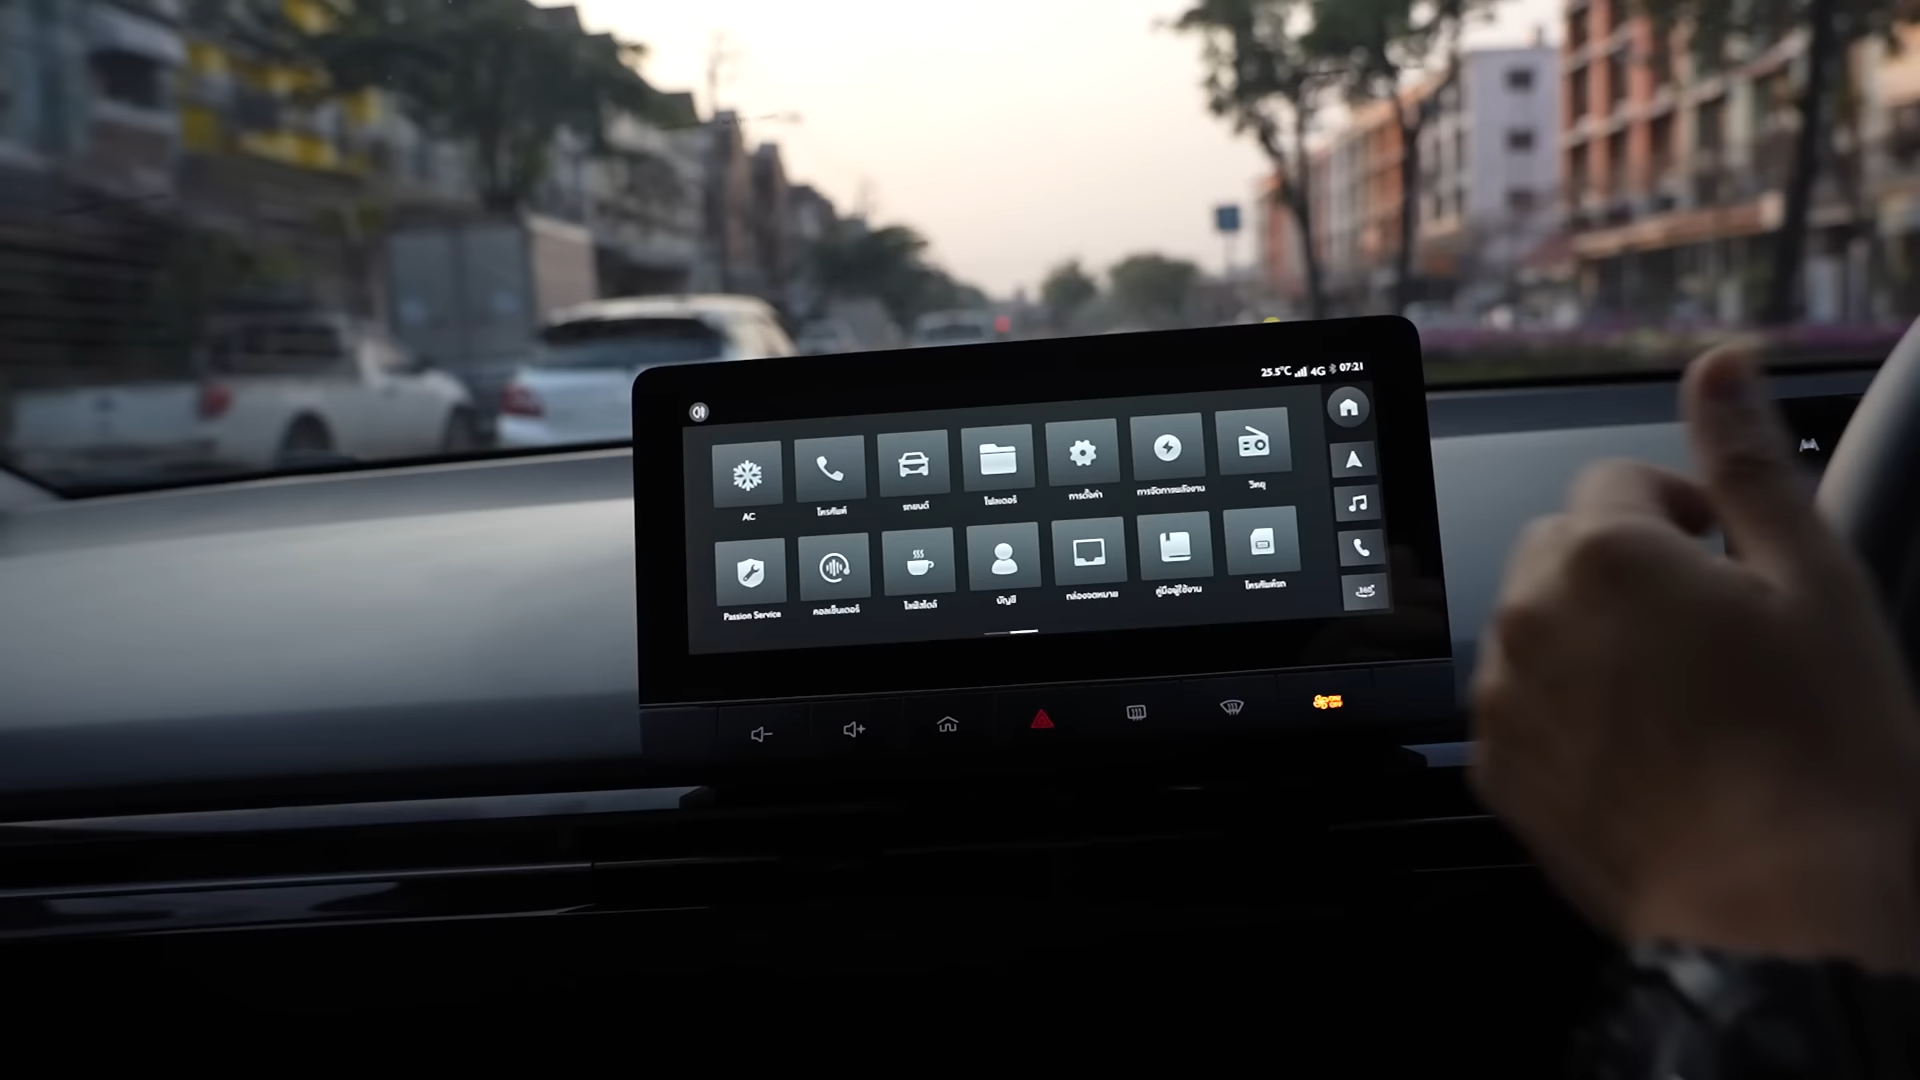 25.5°C 4G 07:21
AC
โทรศัพท์
รถยนต์
โฟลเดอร์
การตั้งค่า
การจัดการพลังงาน
วิทยุ
Passion Service
คอลเซ็นเตอร์
ไลฟ์สไตล์
บัญชี
กล่องจดหมาย
คู่มือผู้ใช้งาน
โทรศัพท์รถ
360°
ON
OFF